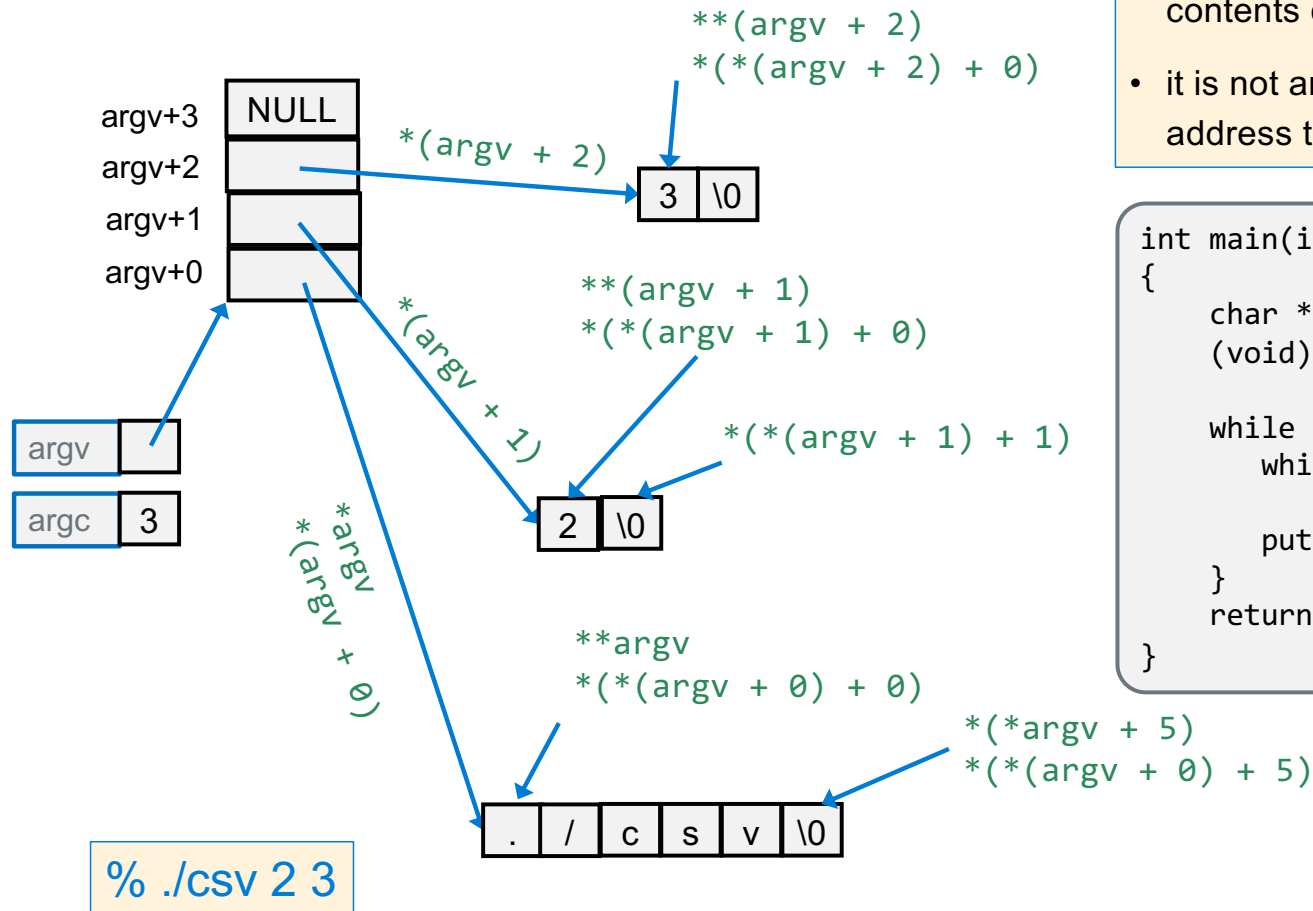 **(argv + 2)
*(*(argv + 2) + 0)
contents
• it is not
address
argv+3 NULL
argv+2
argv+1
argv+0
*(argv + 2)
3 \0
int main(
{
char *
(void)
while
put
}
return
}
**(argv + 1)
*(*(argv + 1) + 0)
*(argv + 1)
*(*(argv + 1) + 1)
argv
argc 3
2 \0
*argv
*(argv + 0)
**argv
*(*(argv + 0) + 0)
*(*argv + 5)
*(*(argv + 0) + 5)
. / c s v \0
% ./csv 2 3